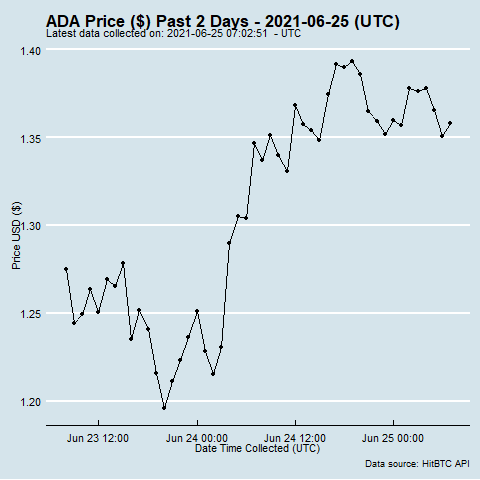 ADA Price ($) Past 2 Days - 2021-06-25 (UTC)
Latest data collected on: 2021-06-25 07:02:51 - UTC
1.40
1.35
1.30
1.25
1.20
Price USD ($)
Jun 23 12:00
Jun 24 00:00
Jun 24 12:00
Jun 25 00:00
Date Time Collected (UTC)
Data source: HitBTC API